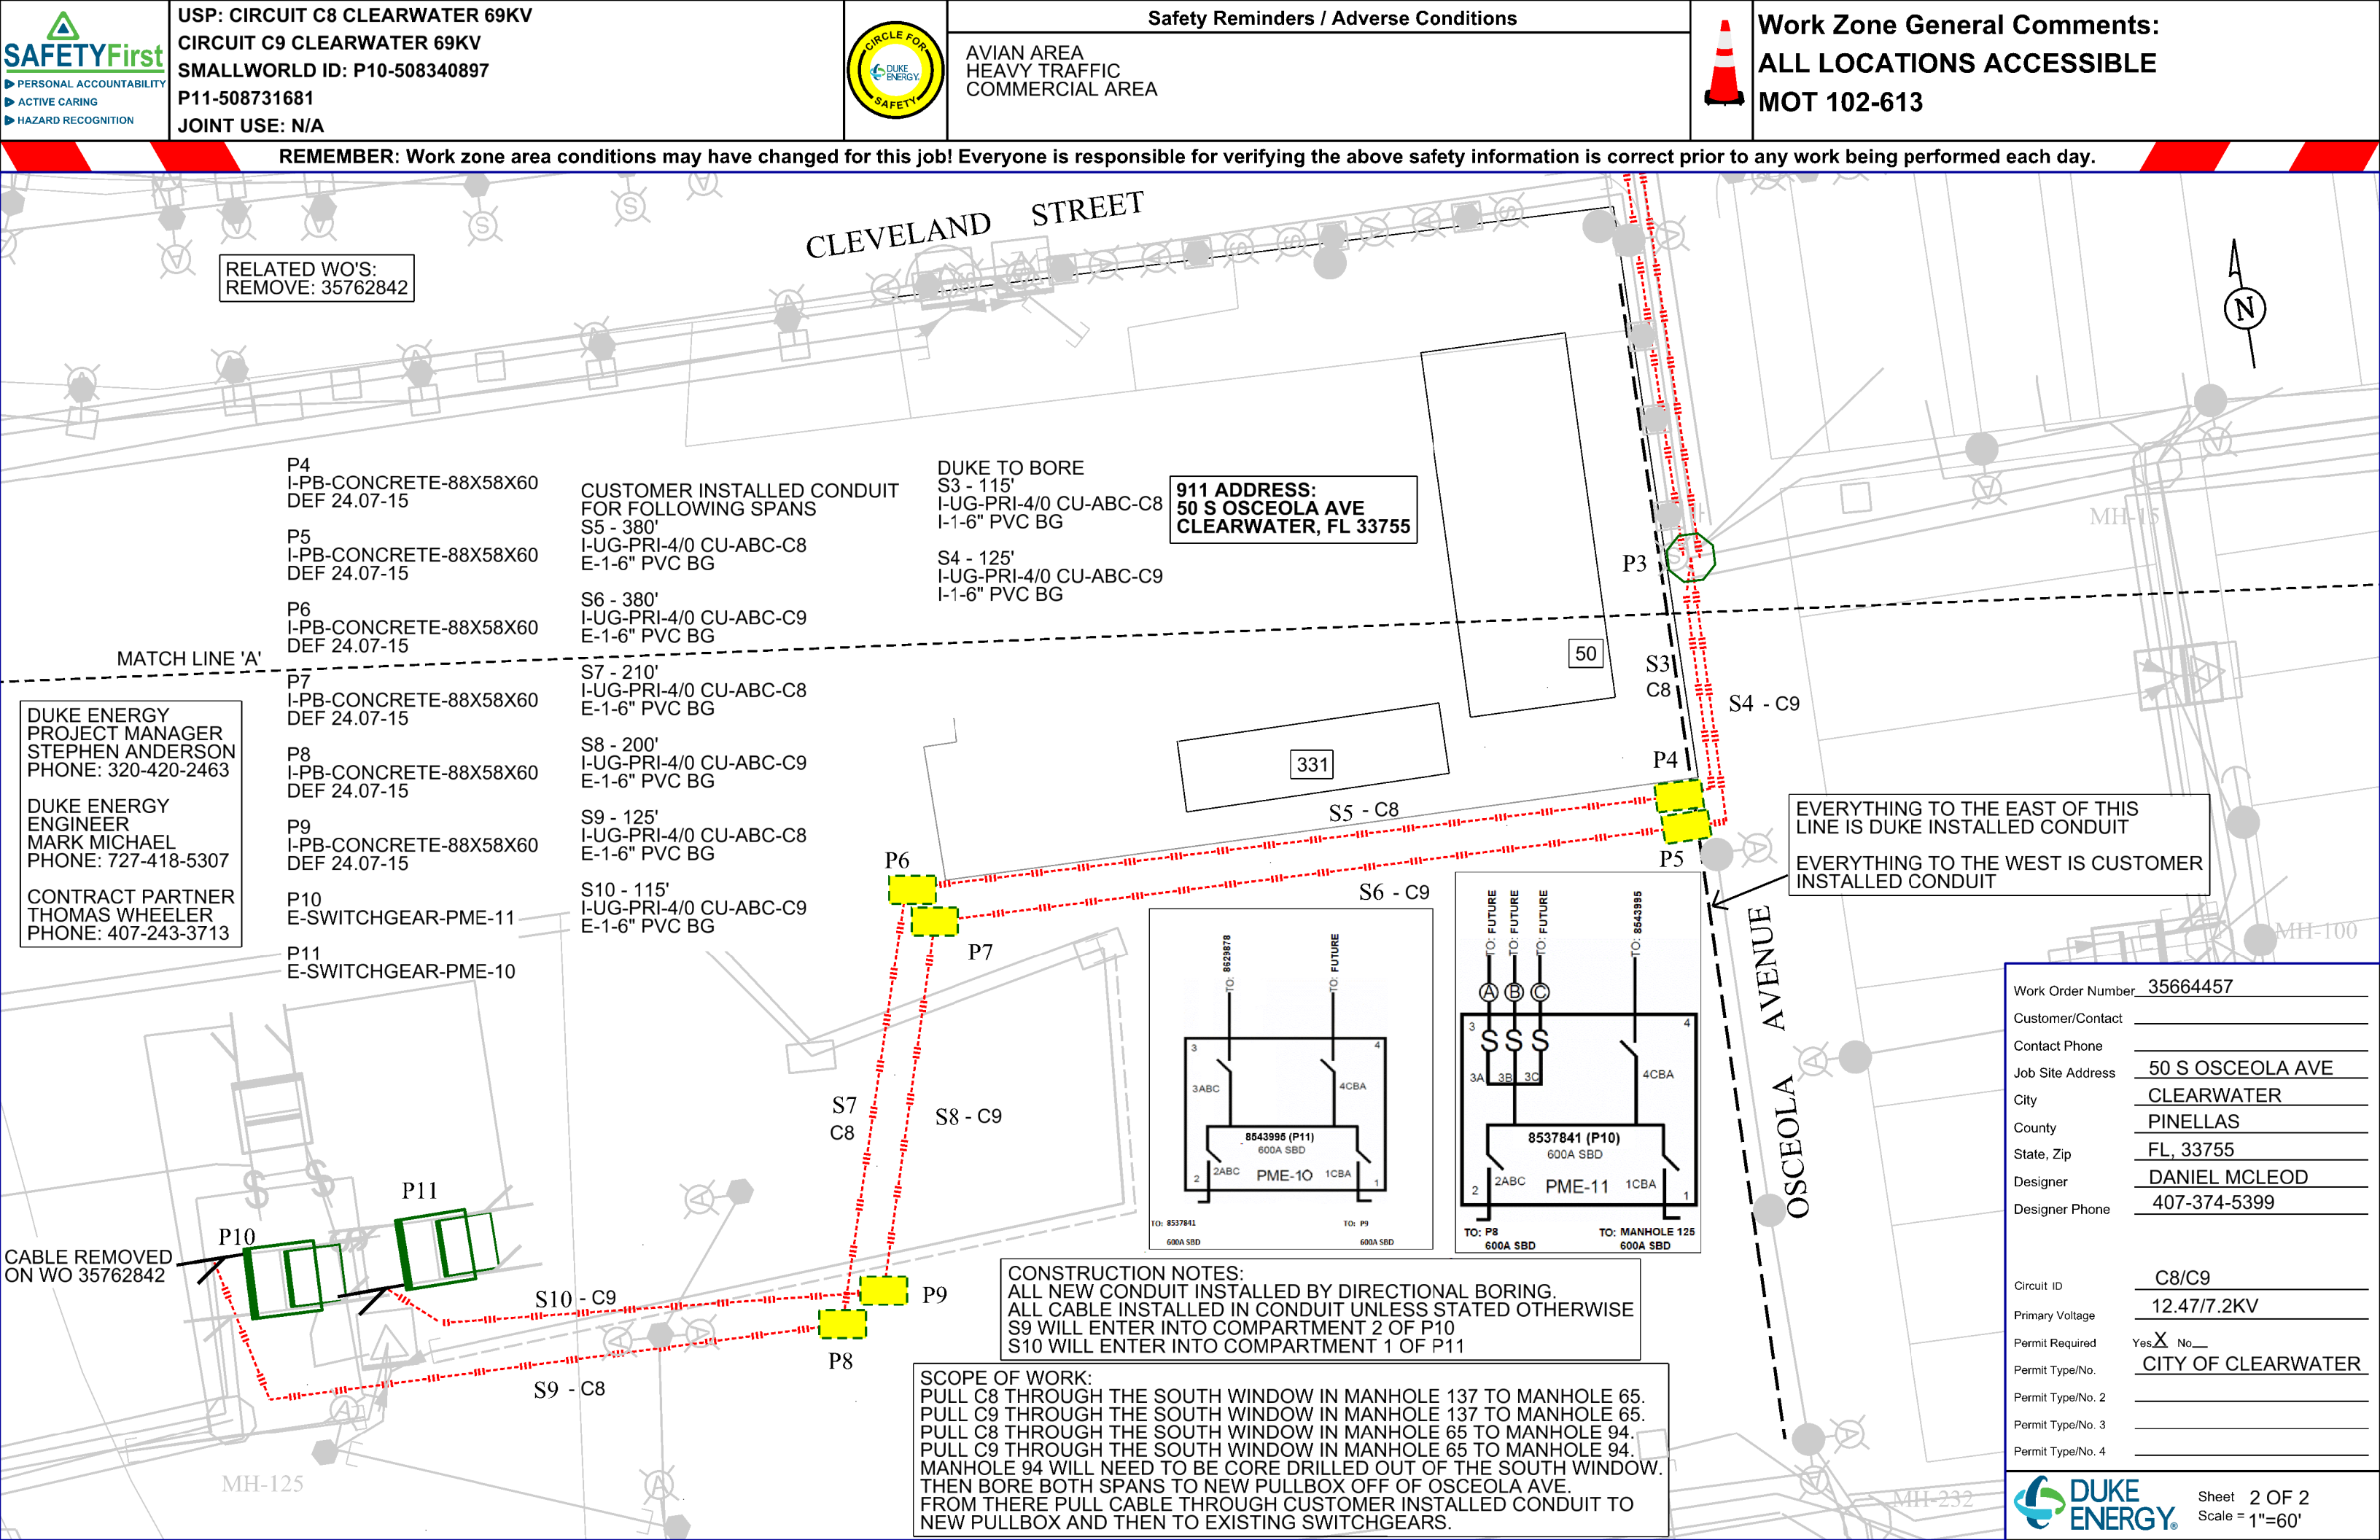 SAFETYFirst
PERSONAL ACCOUNTABILITY
ACTIVE CARING
HAZARD RECOGNITION
USP: CIRCUIT C8 CLEARWATER 69KV
CIRCUIT C9 CLEARWATER 69KV
SMALLWORLD ID: P10-508340897
P11-508731681
JOINT USE: N/A
CIRCLE FOR
DUKE
ENERGY.
SAFETY
Safety Reminders / Adverse Conditions
AVIAN AREA
HEAVY TRAFFIC
COMMERCIAL AREA
Work Zone General Comments:
ALL LOCATIONS ACCESSIBLE
MOT 102-613
REMEMBER: Work zone area conditions may have changed for this job! Everyone is responsible for verifying the above safety information is correct prior to any work being performed each day.
CLEVELAND STREET
RELATED WO'S:
REMOVE: 35762842
N
P4
I-PB-CONCRETE-88X58X60
DEF 24.07-15
P5
I-PB-CONCRETE-88X58X60
DEF 24.07-15
P6
I-PB-CONCRETE-88X58X60
DEF 24.07-15
P7
I-PB-CONCRETE-88X58X60
DEF 24.07-15
P8
I-PB-CONCRETE-88X58X60
DEF 24.07-15
P9
I-PB-CONCRETE-88X58X60
DEF 24.07-15
P10
E-SWITCHGEAR-PME-11
P11
E-SWITCHGEAR-PME-10
CUSTOMER INSTALLED CONDUIT
FOR FOLLOWING SPANS
S5 - 380'
I-UG-PRI-4/0 CU-ABC-C8
E-1-6" PVC BG
S6 - 380'
I-UG-PRI-4/0 CU-ABC-C9
E-1-6" PVC BG
S7 - 210'
I-UG-PRI-4/0 CU-ABC-C8
E-1-6" PVC BG
S8 - 200'
I-UG-PRI-4/0 CU-ABC-C9
E-1-6" PVC BG
S9 - 125'
I-UG-PRI-4/0 CU-ABC-C8
E-1-6" PVC BG
S10 - 115'
I-UG-PRI-4/0 CU-ABC-C9
E-1-6" PVC BG
DUKE TO BORE
S3 - 115'
I-UG-PRI-4/0 CU-ABC-C8
I-1-6" PVC BG
S4 - 125'
I-UG-PRI-4/0 CU-ABC-C9
I-1-6" PVC BG
911 ADDRESS:
50 S OSCEOLA AVE
CLEARWATER, FL 33755
MH-15
P3
MATCH LINE 'A'
50
S3
C8
S4 - C9
DUKE ENERGY
PROJECT MANAGER
STEPHEN ANDERSON
PHONE: 320-420-2463
DUKE ENERGY
ENGINEER
MARK MICHAEL
PHONE: 727-418-5307
CONTRACT PARTNER
THOMAS WHEELER
PHONE: 407-243-3713
331
P4
S5 - C8
P5
P6
S6 - C9
P7
EVERYTHING TO THE EAST OF THIS
LINE IS DUKE INSTALLED CONDUIT
EVERYTHING TO THE WEST IS CUSTOMER
INSTALLED CONDUIT
MH-100
OSCEOLA AVENUE
S7
C8
S8 - C9
TO: 8629878
TO: FUTURE
3
4
3ABC
4CBA
8543995 (P11)
600A SBD
2ABC
PME-10
1CBA
2
1
TO: 8537841
600A SBD
TO: P9
600A SBD
TO: FUTURE
TO: FUTURE
TO: FUTURE
TO: 8543995
A B C
3
4
S S S
3A 3B 3C
4CBA
8537841 (P10)
600A SBD
2ABC
PME-11
1CBA
2
1
TO: P8
600A SBD
TO: MANHOLE 125
600A SBD
P11
P10
CABLE REMOVED
ON WO 35762842
S10 - C9
P9
P8
S9 - C8
MH-125
MH-232
CONSTRUCTION NOTES:
ALL NEW CONDUIT INSTALLED BY DIRECTIONAL BORING.
ALL CABLE INSTALLED IN CONDUIT UNLESS STATED OTHERWISE
S9 WILL ENTER INTO COMPARTMENT 2 OF P10
S10 WILL ENTER INTO COMPARTMENT 1 OF P11
SCOPE OF WORK:
PULL C8 THROUGH THE SOUTH WINDOW IN MANHOLE 137 TO MANHOLE 65.
PULL C9 THROUGH THE SOUTH WINDOW IN MANHOLE 137 TO MANHOLE 65.
PULL C8 THROUGH THE SOUTH WINDOW IN MANHOLE 65 TO MANHOLE 94.
PULL C9 THROUGH THE SOUTH WINDOW IN MANHOLE 65 TO MANHOLE 94.
MANHOLE 94 WILL NEED TO BE CORE DRILLED OUT OF THE SOUTH WINDOW.
THEN BORE BOTH SPANS TO NEW PULLBOX OFF OF OSCEOLA AVE.
FROM THERE PULL CABLE THROUGH CUSTOMER INSTALLED CONDUIT TO
NEW PULLBOX AND THEN TO EXISTING SWITCHGEARS.
Work Order Number 35664457
Customer/Contact
Contact Phone
Job Site Address 50 S OSCEOLA AVE
City CLEARWATER
County PINELLAS
State, Zip FL, 33755
Designer DANIEL MCLEOD
Designer Phone 407-374-5399
Circuit ID C8/C9
Primary Voltage 12.47/7.2KV
Permit Required Yes X No
Permit Type/No. CITY OF CLEARWATER
Permit Type/No. 2
Permit Type/No. 3
Permit Type/No. 4
DUKE
ENERGY®
Sheet 2 OF 2
Scale = 1"=60'